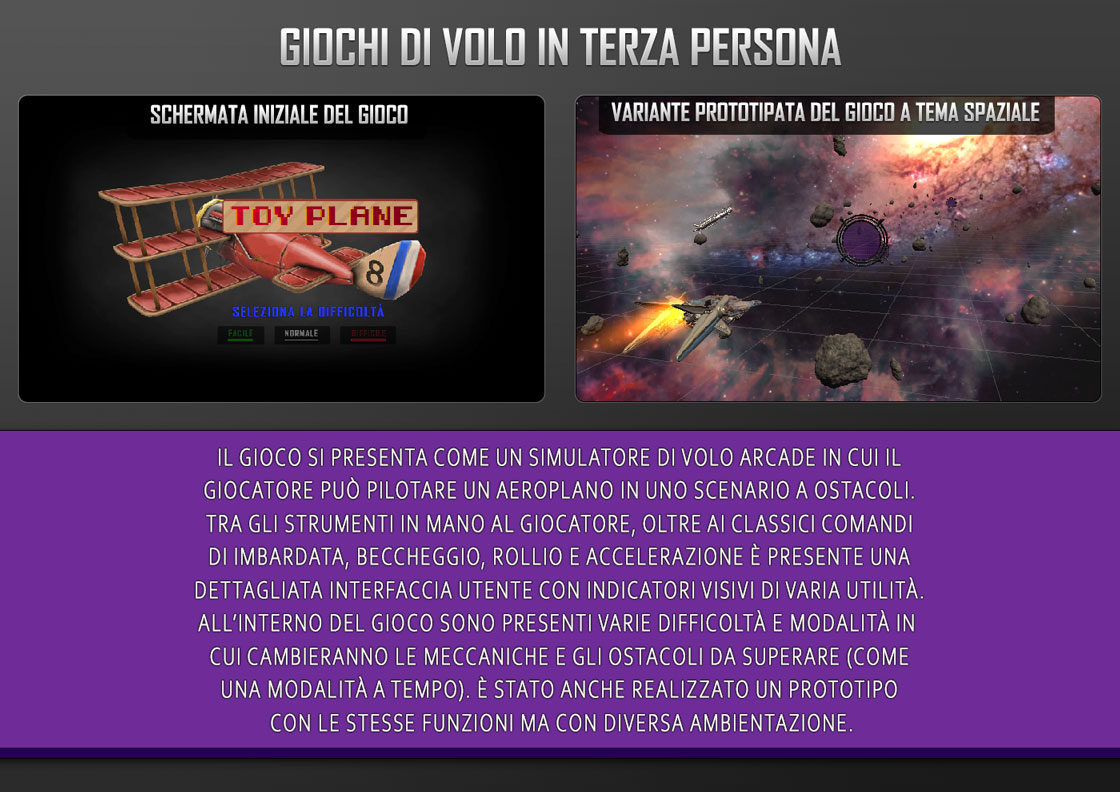 GIOCHI DI VOLO IN TERZA PERSONA
SCHERMATA INIZIALE DEL GIOCO
TOY PLANE
8
SELEZIONA LA DIFFICOLTÀ
FACILE NORMALE DIFFICILE
VARIANTE PROTOTIPATA DEL GIOCO A TEMA SPAZIALE
IL GIOCO SI PRESENTA COME UN SIMULATORE DI VOLO ARCADE IN CUI IL
GIOCATORE PUÒ PILOTARE UN AEROPLANO IN UNO SCENARIO A OSTACOLI.
TRA GLI STRUMENTI IN MANO AL GIOCATORE, OLTRE AI CLASSICI COMANDI
DI IMBARDATA, BECCHEGGIO, ROLLIO E ACCELERAZIONE È PRESENTE UNA
DETTAGLIATA INTERFACCIA UTENTE CON INDICATORI VISIVI DI VARIA UTILITÀ.
ALL'INTERNO DEL GIOCO SONO PRESENTI VARIE DIFFICOLTÀ E MODALITÀ IN
CUI CAMBIERANNO LE MECCANICHE E GLI OSTACOLI DA SUPERARE (COME
UNA MODALITÀ A TEMPO). È STATO ANCHE REALIZZATO UN PROTOTIPO
CON LE STESSE FUNZIONI MA CON DIVERSA AMBIENTAZIONE.